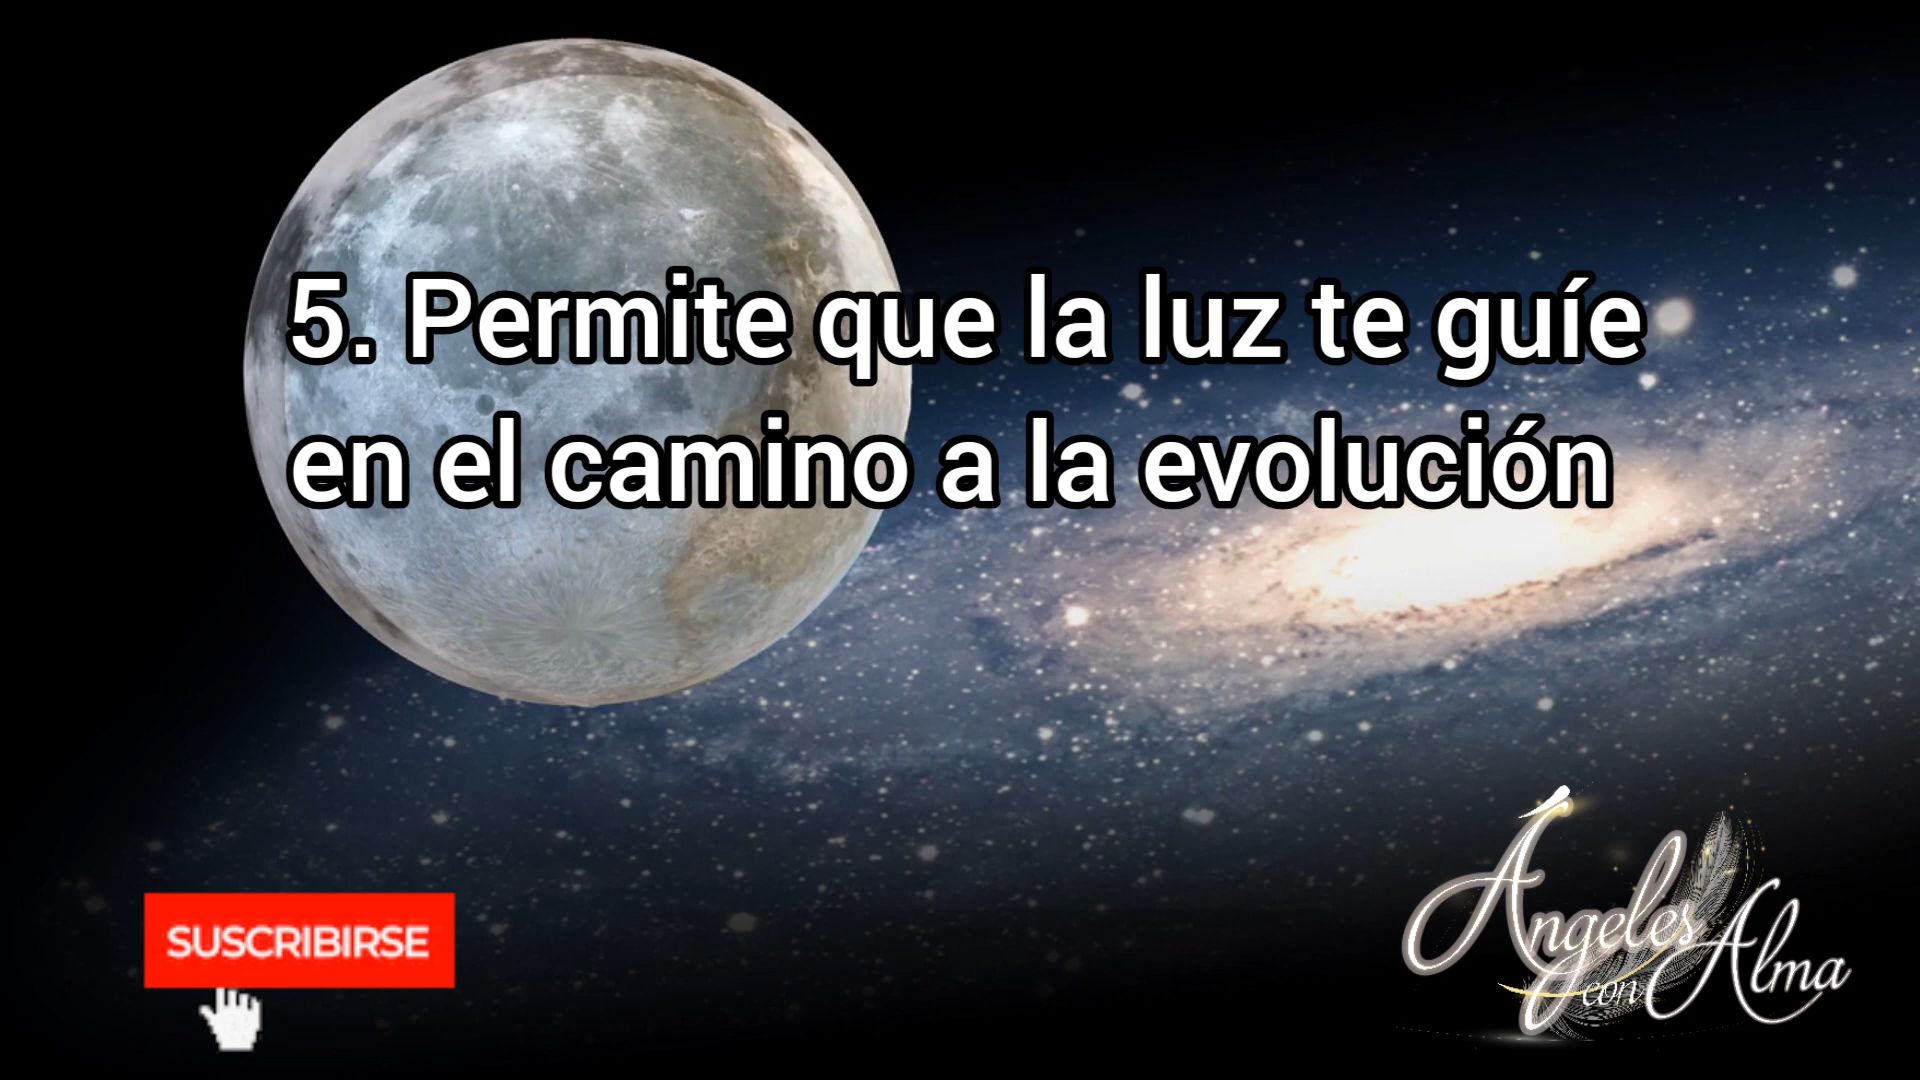 5. Permite que la luz te guíe
en el camino a la evolución
SUSCRIBIRSE
Ángeles
con Alma